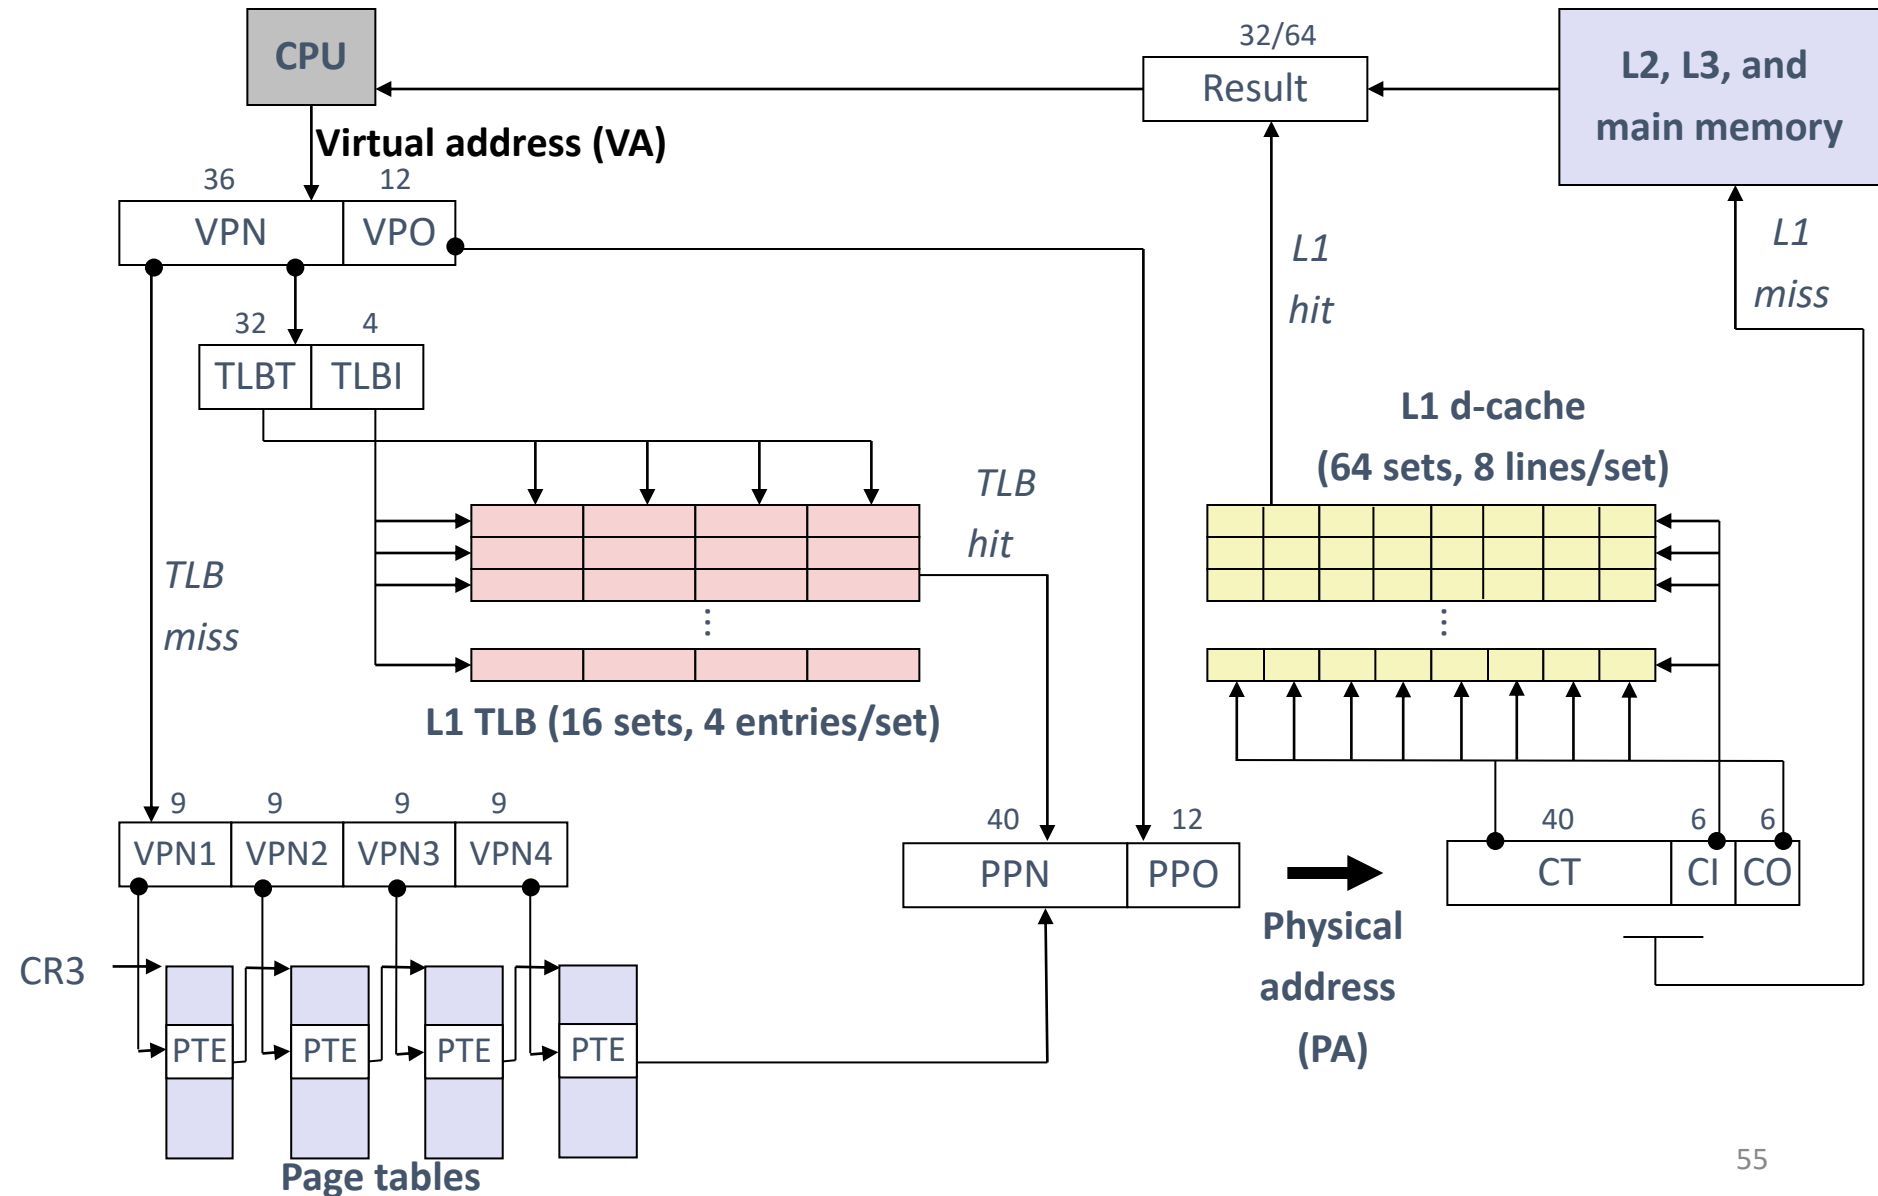 CPU
32/64
Result
L2, L3, and
main memory
Virtual address (VA)
36 12
VPN VPO
L1
hit
L1
miss
32 4
TLBT TLBI
L1 d-cache
(64 sets, 8 lines/set)
TLB
hit
TLB
miss
...
...
L1 TLB (16 sets, 4 entries/set)
9 9 9 9
VPN1 VPN2 VPN3 VPN4
40 12
PPN PPO
40 6 6
CT CI CO
Physical
address
(PA)
CR3
PTE PTE PTE PTE
Page tables
55